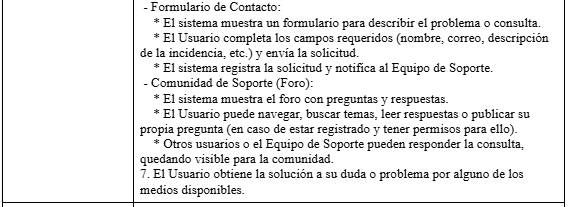 - Formulario de Contacto:
* El sistema muestra un formulario para describir el problema o consulta.
* El Usuario completa los campos requeridos (nombre, correo, descripción
de la incidencia, etc.) y envía la solicitud.
* El sistema registra la solicitud y notifica al Equipo de Soporte.
- Comunidad de Soporte (Foro):
* El sistema muestra el foro con preguntas y respuestas.
* El Usuario puede navegar, buscar temas, leer respuestas o publicar su
propia pregunta (en caso de estar registrado y tener permisos para ello).
* Otros usuarios o el Equipo de Soporte pueden responder la consulta,
quedando visible para la comunidad.
7. El Usuario obtiene la solución a su duda o problema por alguno de los
medios disponibles.